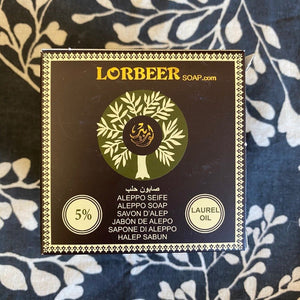 LORBEER SOAP.com
صابون حلب
ALEPPO SEIFE
ALEPPO SOAP
SAVON D'ALEP
JABÓN DE ALEPO
SAPONE DI ALEPPO
HALEP SABUN
5%
LAUREL
OIL